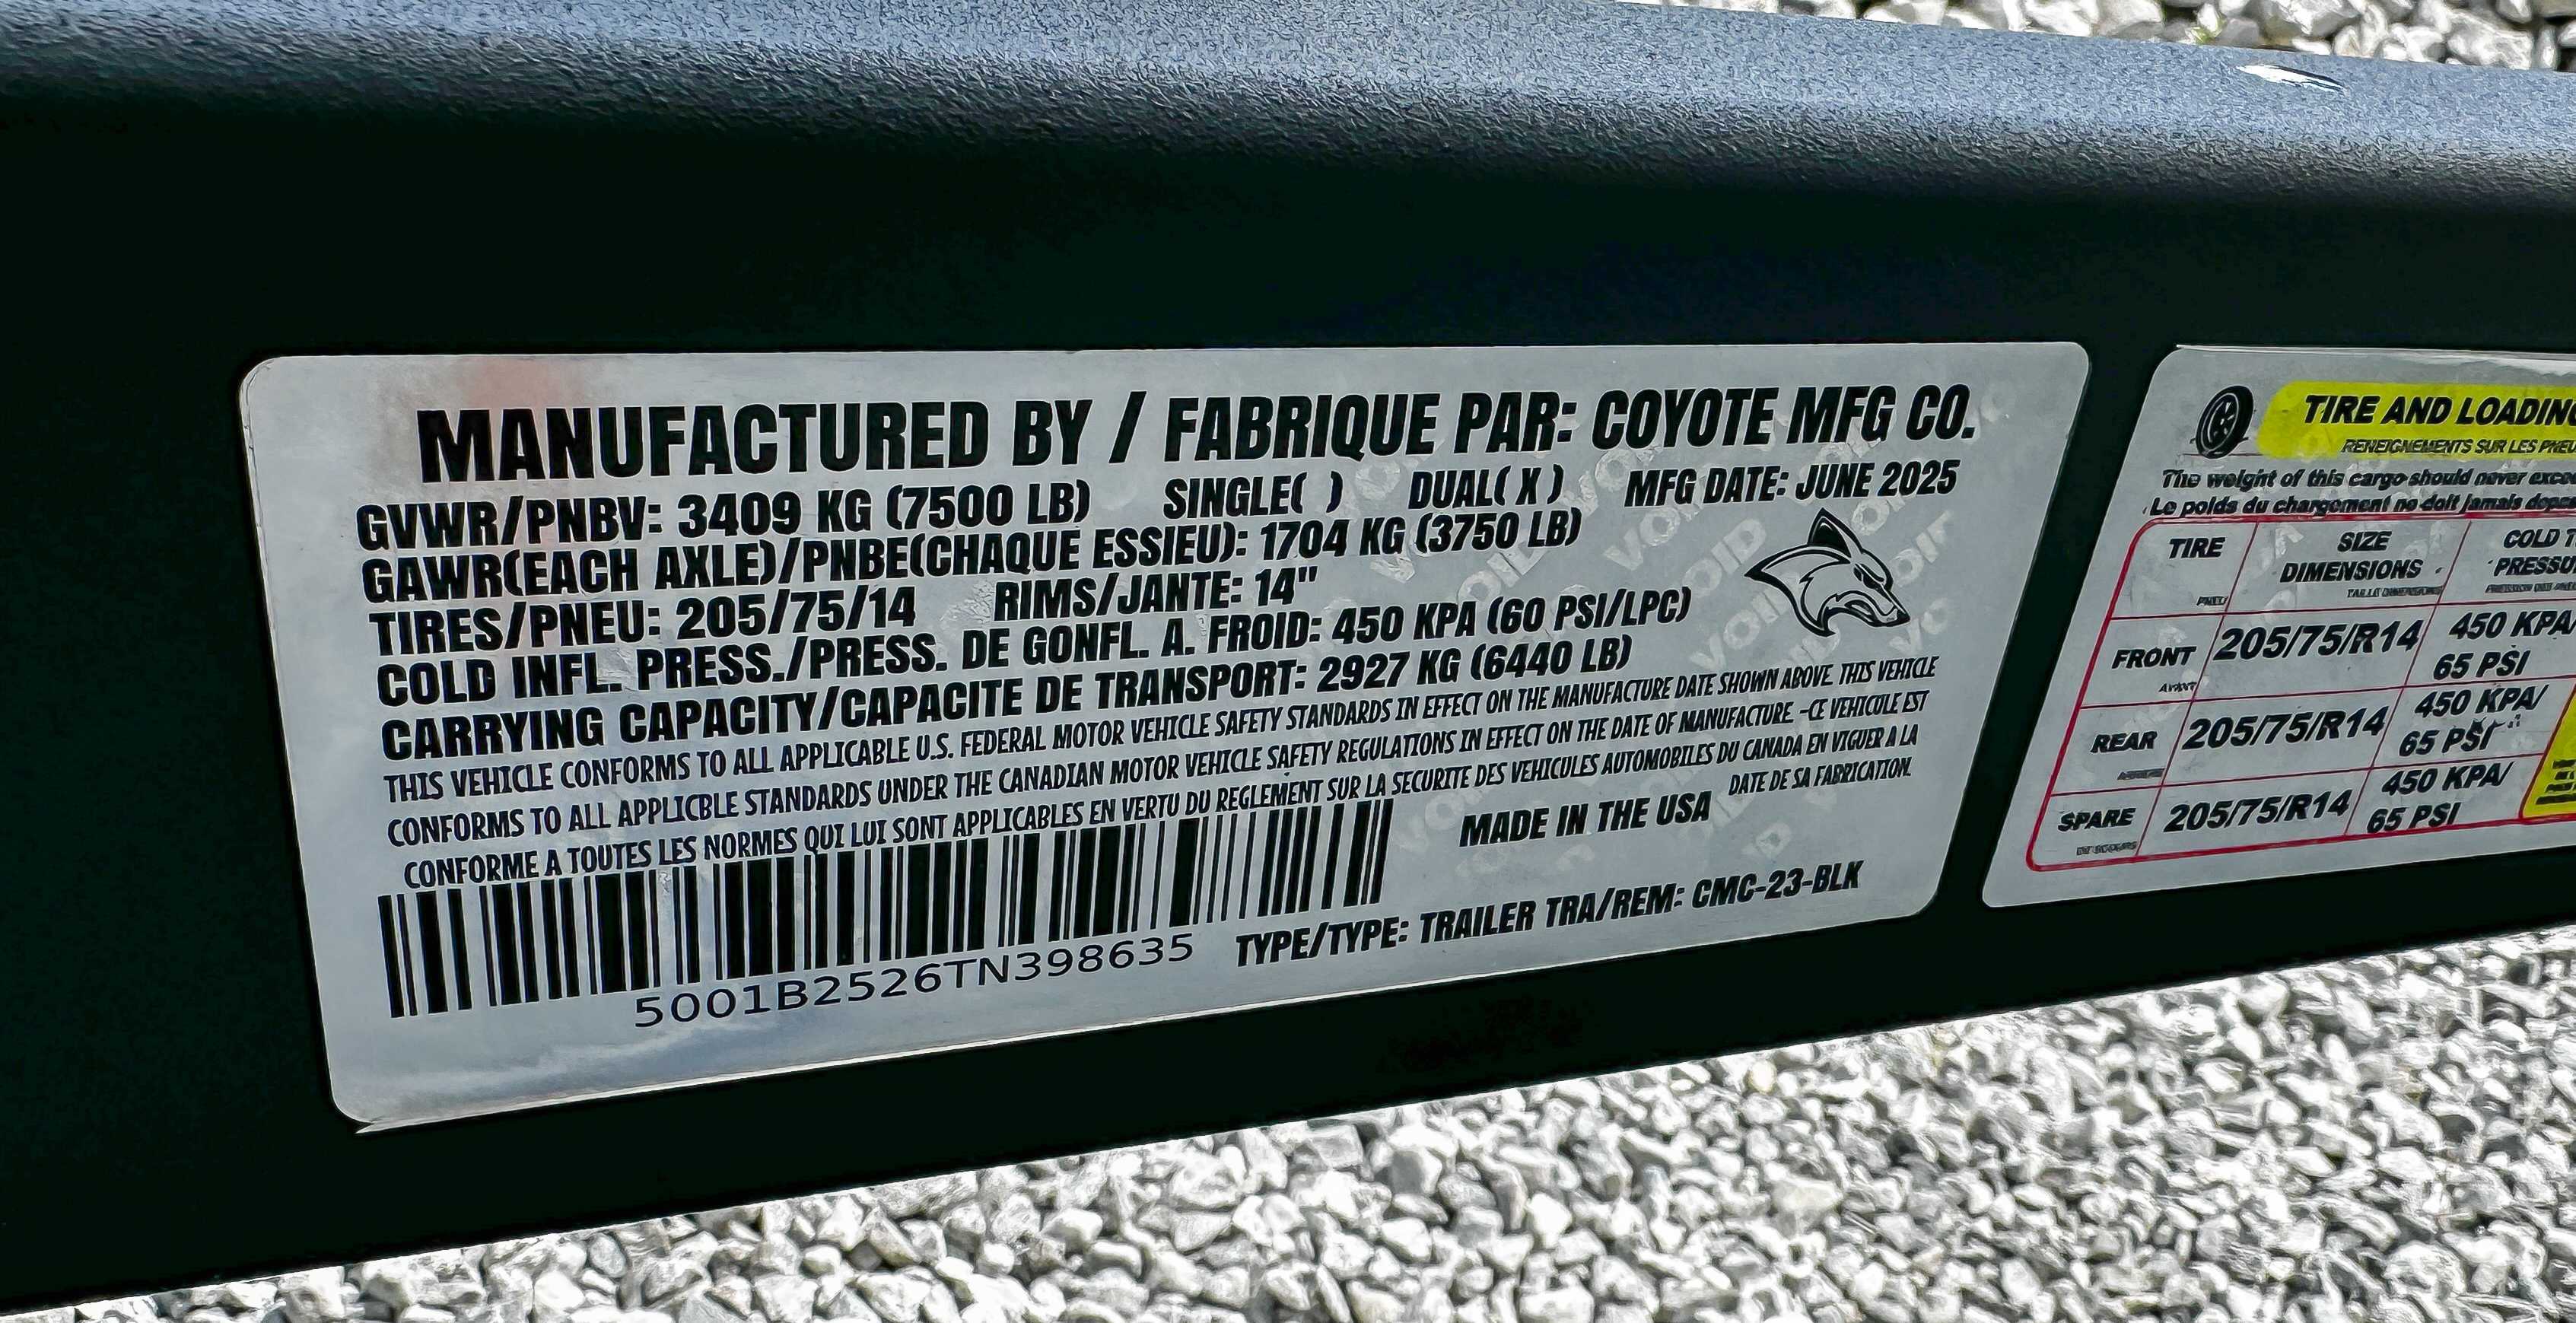 MANUFACTURED BY / FABRIQUE PAR: COYOTE MFG CO.
GVWR/PNBV: 3409 KG (7500 LB) SINGLE( ) DUAL( X ) MFG DATE: JUNE 2025
GAWR(EACH AXLE)/PNBE(CHAQUE ESSIEU): 1704 KG (3750 LB)
TIRES/PNEU: 205/75/14 RIMS/JANTE: 14"
COLD INFL. PRESS./PRESS. DE GONFL. A. FROID: 450 KPA (60 PSI/LPC)
CARRYING CAPACITY/CAPACITE DE TRANSPORT: 2927 KG (6440 LB)
THIS VEHICLE CONFORMS TO ALL APPLICABLE U.S. FEDERAL MOTOR VEHICLE SAFETY STANDARDS IN EFFECT ON THE MANUFACTURE DATE SHOWN ABOVE. THIS VEHICLE
CONFORMS TO ALL APPLICBLE STANDARDS UNDER THE CANADIAN MOTOR VEHICLE SAFETY REGULATIONS IN EFFECT ON THE DATE OF MANUFACTURE. -CE VEHICULE EST
CONFORME A TOUTES LES NORMES QUI LUI SONT APPLICABLES EN VERTU DU REGLEMENT SUR LA SECURITE DES VEHICULES AUTOMOBILES DU CANADA EN VIGUER A LA
DATE DE SA FABRICATION.
MADE IN THE USA
5001B2526TN398635
TYPE/TYPE: TRAILER TRA/REM: CMC-23-BLK
TIRE AND LOADING
RENEIGNEMENTS SUR LES PNEU
The weight of this cargo should never exce
Le poids du chargement no doit jamais depa
TIRE SIZE COLD T
DIMENSIONS PRESSU
PNEU
FRONT 205/75/R14 450 KPA/
65 PSI
AVANT
REAR 205/75/R14 450 KPA/
65 PSI
SPARE 205/75/R14 450 KPA/
65 PSI